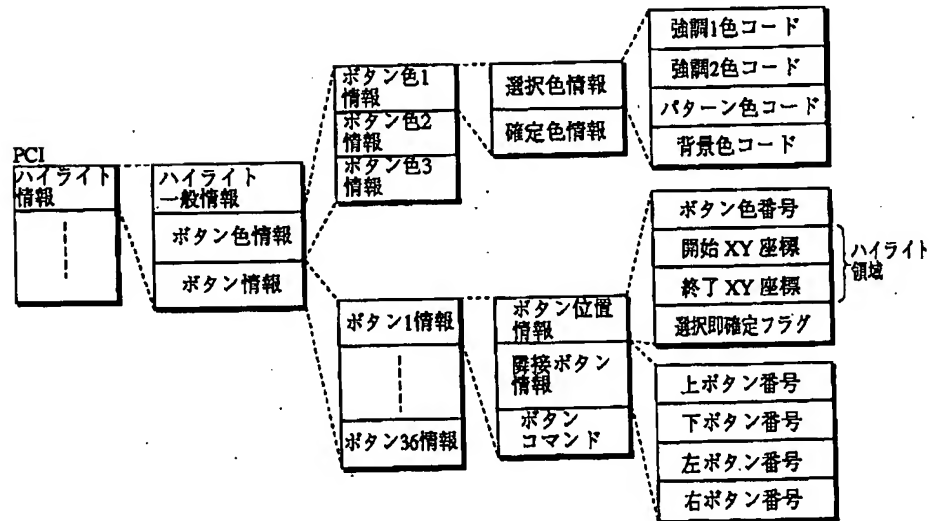 PCI
ハイライト
情報
ハイライト
一般情報
ボタン色情報
ボタン情報
ボタン色1
情報
ボタン色2
情報
ボタン色3
情報
選択色情報
確定色情報
強調1色コード
強調2色コード
パターン色コード
背景色コード
ボタン1情報
ボタン36情報
ボタン位置
情報
隣接ボタン
情報
ボタン
コマンド
ボタン色番号
開始 XY 座標
終了 XY 座標
選択即確定フラグ
ハイライト
領域
上ボタン番号
下ボタン番号
左ボタン番号
右ボタン番号